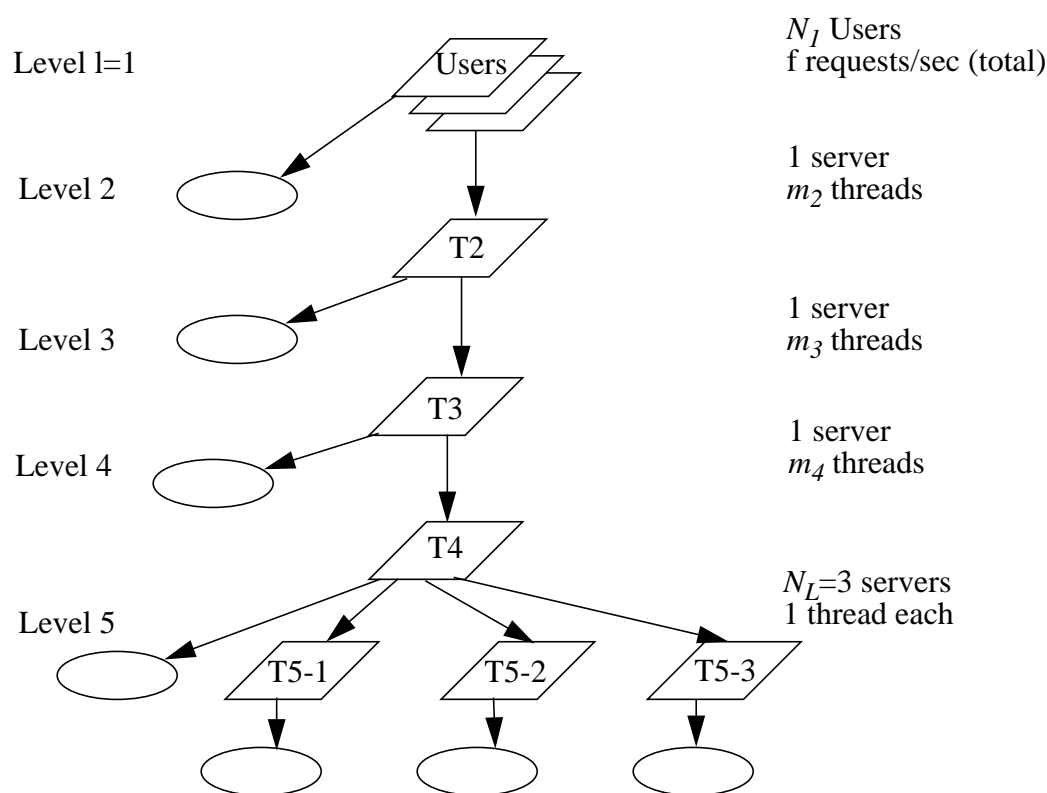 N1 Users
Level l=1
Users
f requests/sec (total)
1 server
Level 2
m2 threads
T2
1 server
Level 3
m3 threads
T3
1 server
Level 4
m4 threads
T4
NL=3 servers
1 thread each
Level 5
T5-1
T5-2
T5-3